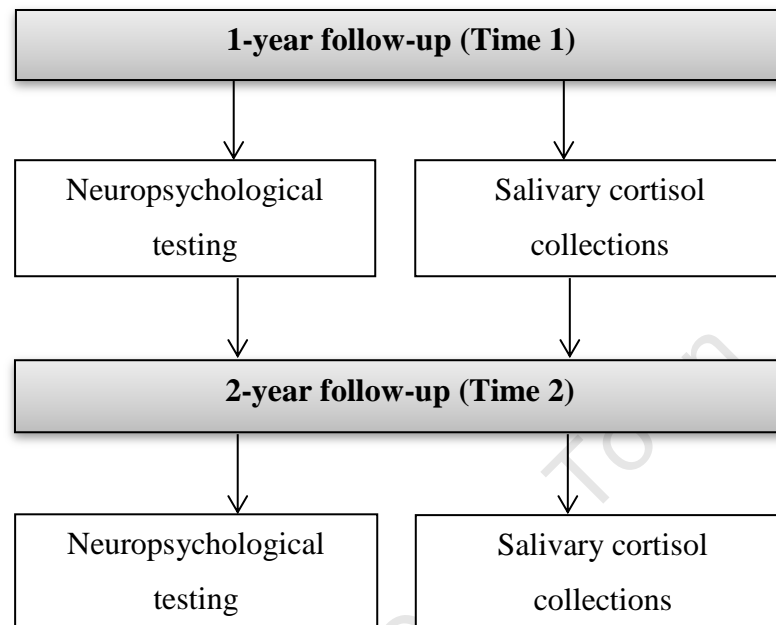 1-year follow-up (Time 1)
Neuropsychological
testing
Salivary cortisol
collections
2-year follow-up (Time 2)
Neuropsychological
testing
Salivary cortisol
collections